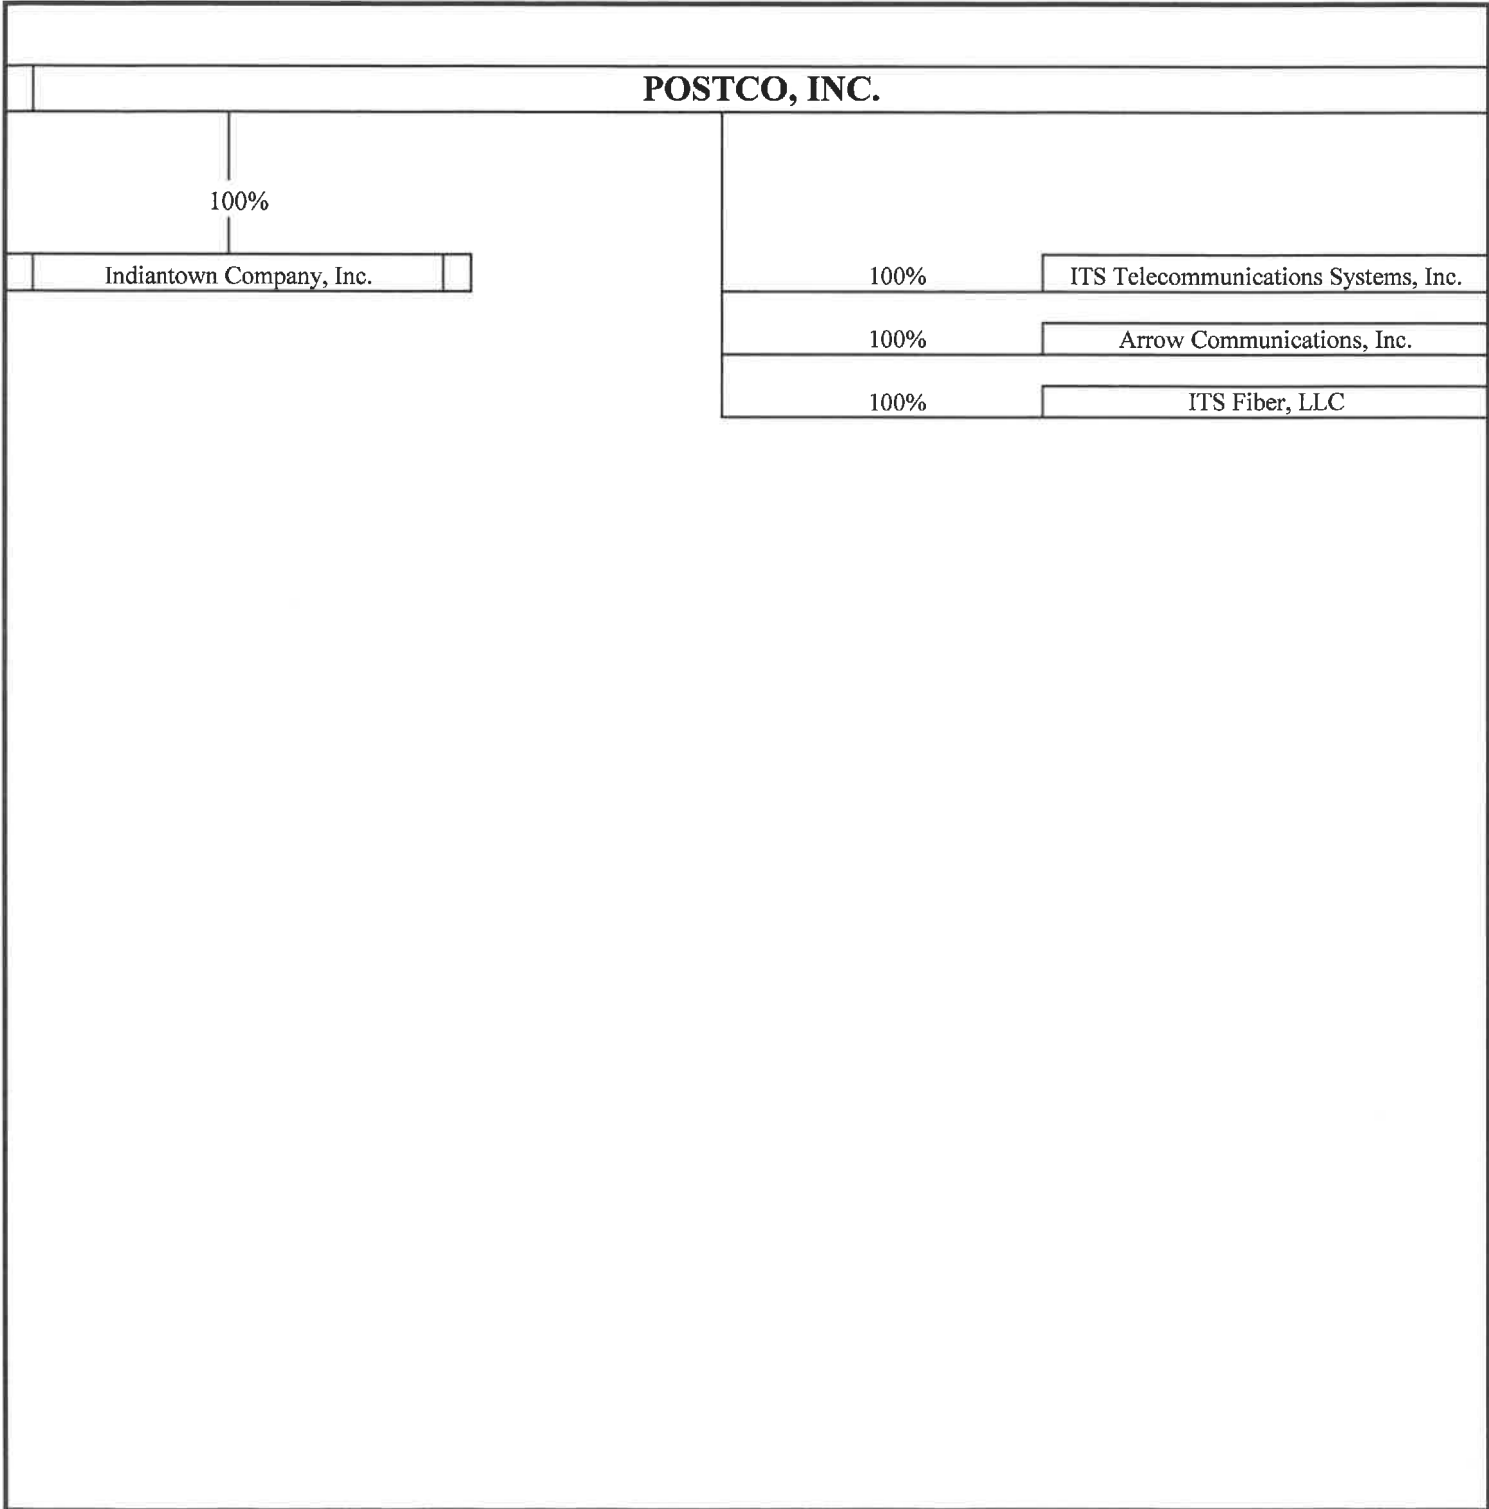 POSTCO, INC.
100%
Indiantown Company, Inc.
100% ITS Telecommunications Systems, Inc.
100% Arrow Communications, Inc.
100% ITS Fiber, LLC